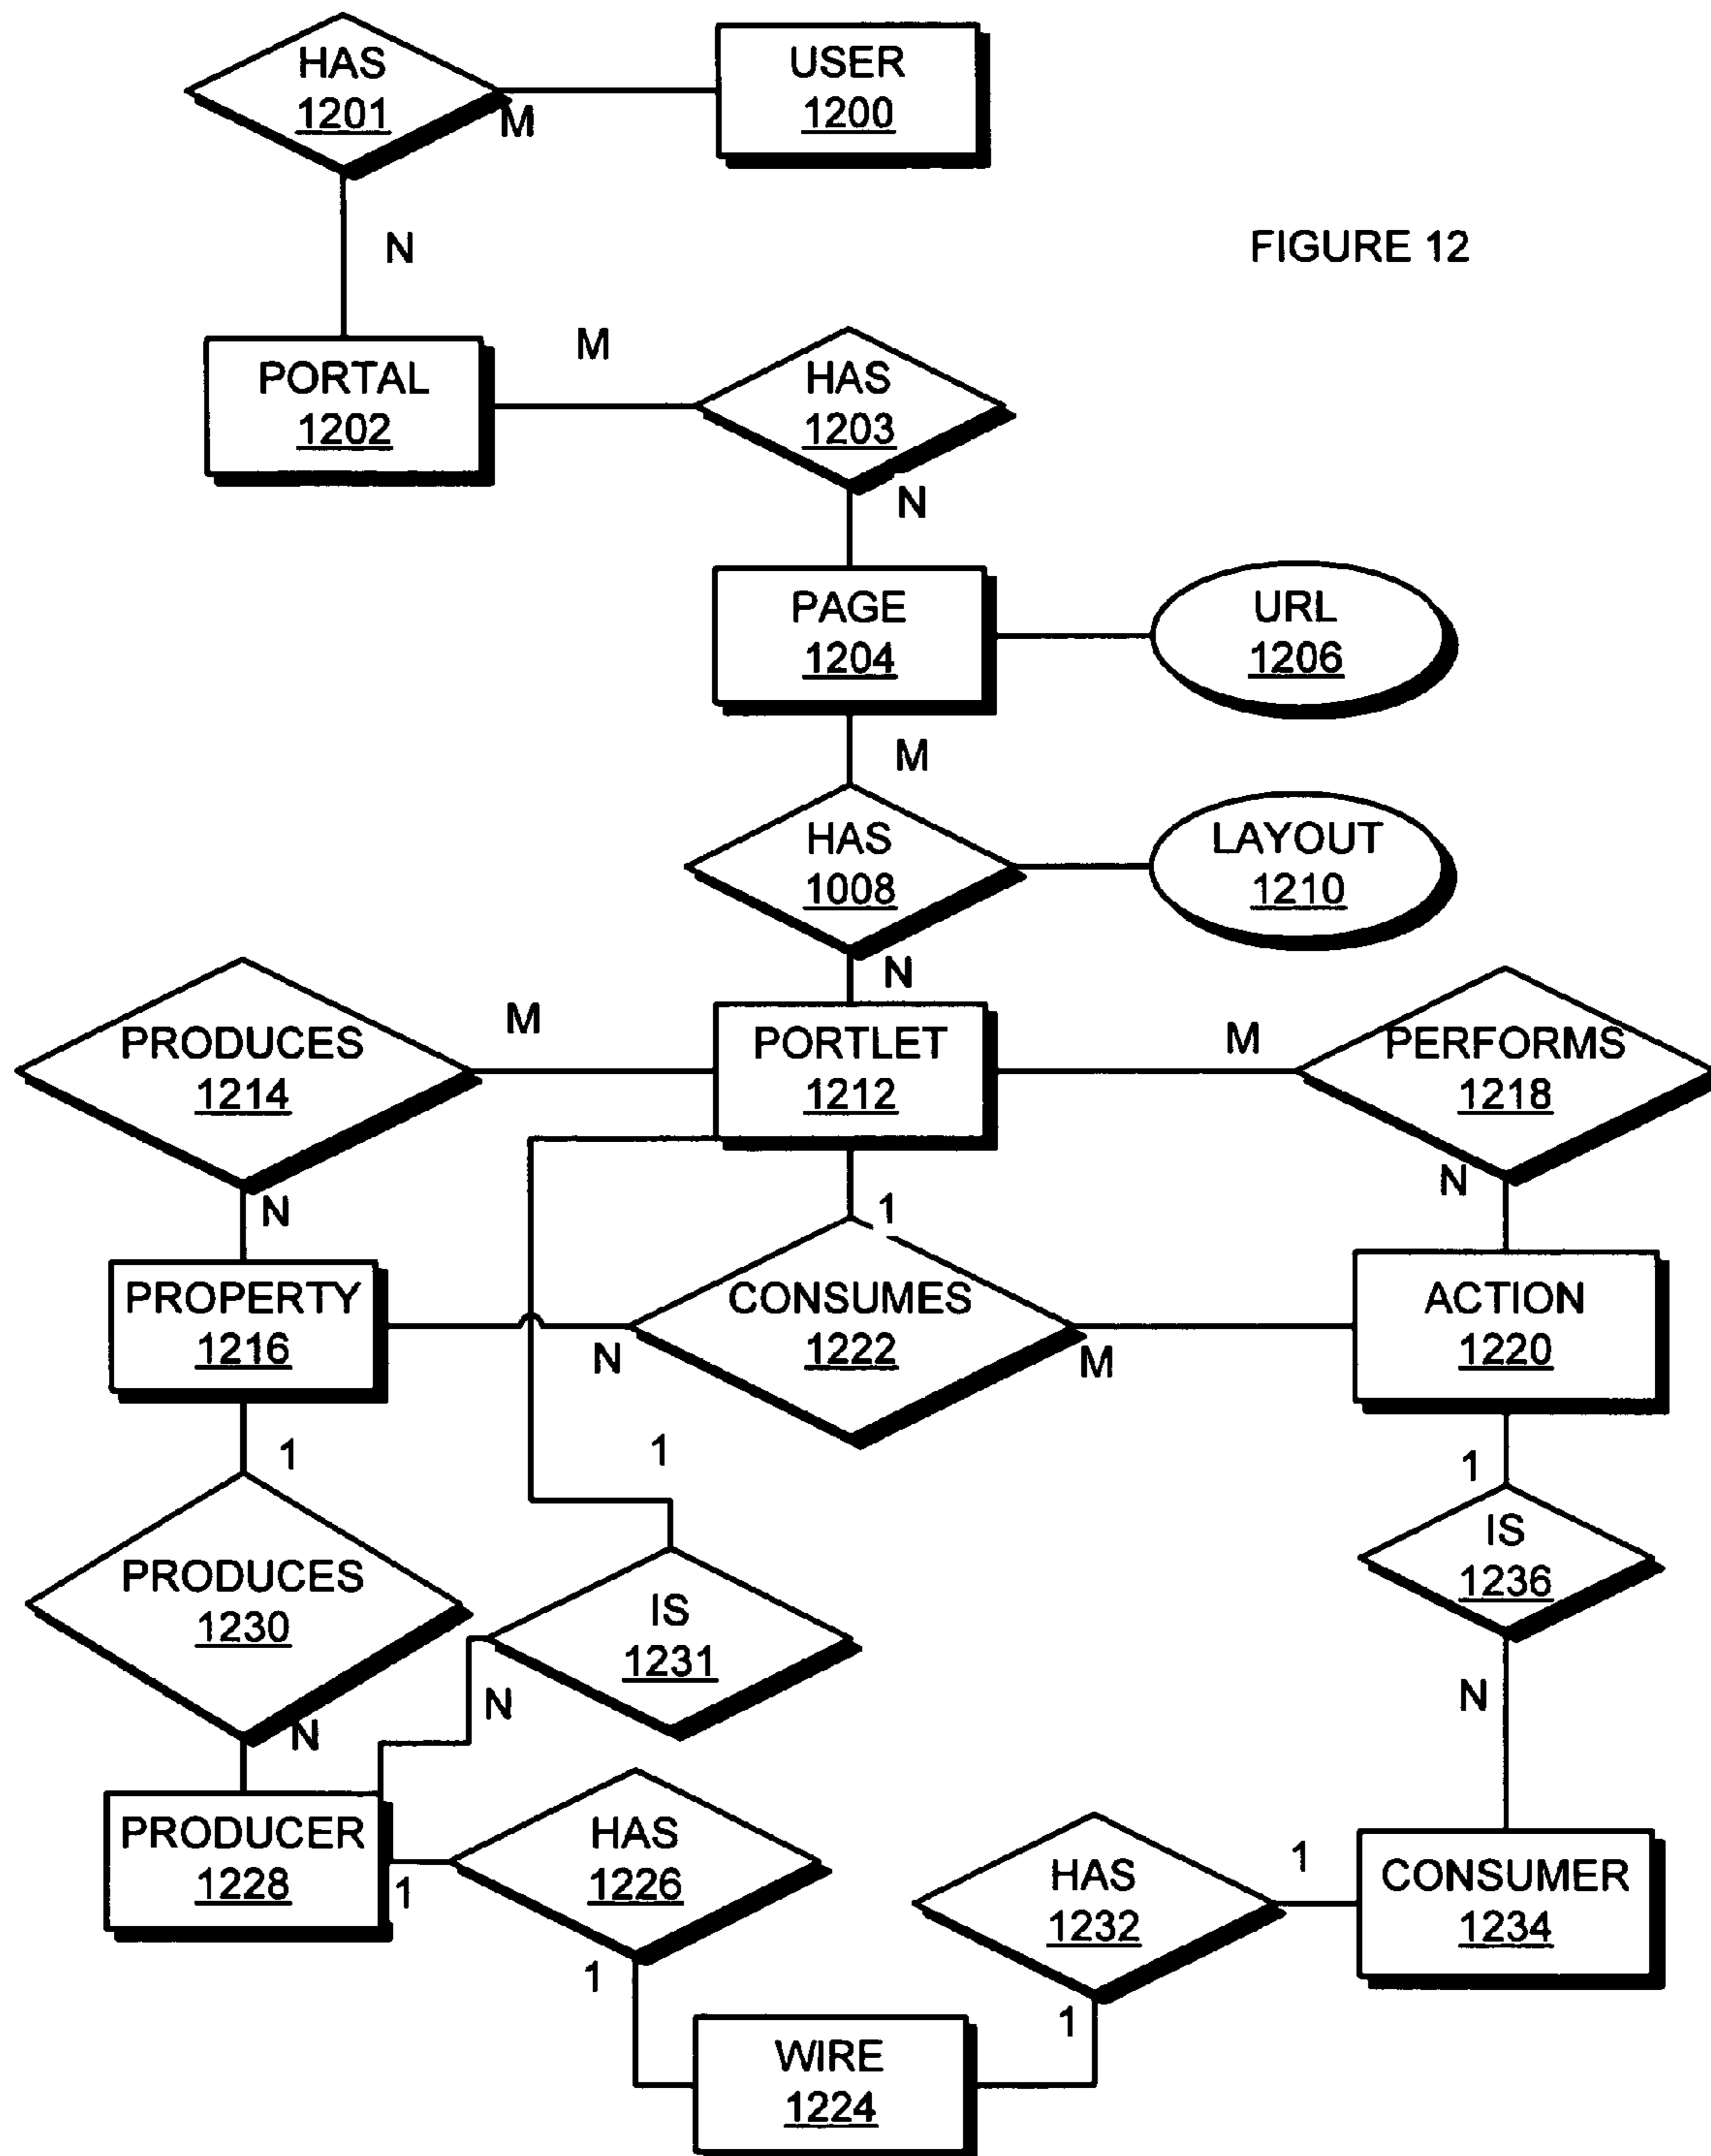 HAS
1201
USER
1200
M
N
FIGURE 12
PORTAL
1202
M
HAS
1203
N
PAGE
1204
URL
1206
M
HAS
1008
LAYOUT
1210
N
PRODUCES
1214
M
PORTLET
1212
M
PERFORMS
1218
N
1
N
PROPERTY
1216
N
CONSUMES
1222
M
ACTION
1220
1
1
1
PRODUCES
1230
IS
1231
IS
1236
N
N
N
PRODUCER
1228
1
HAS
1226
HAS
1232
1
CONSUMER
1234
1
1
WIRE
1224